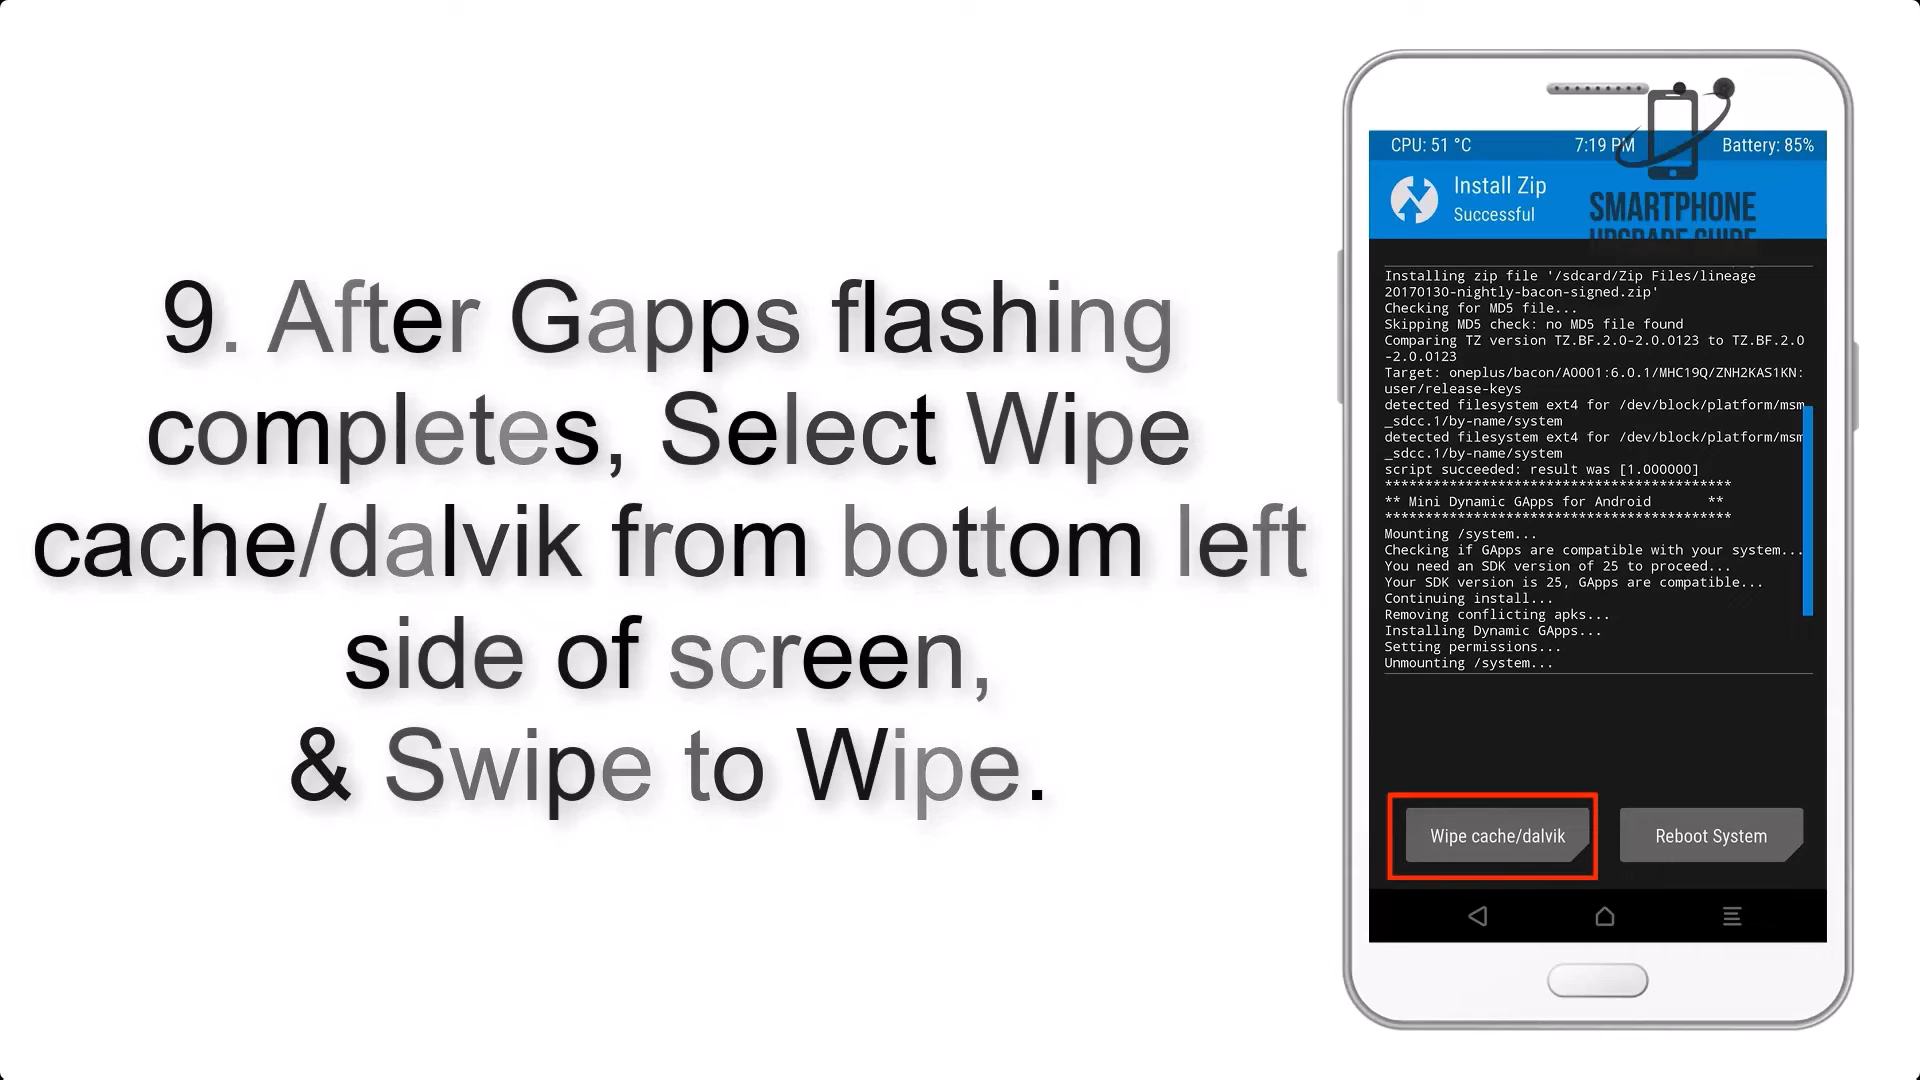 9. After Gapps flashing
completes, Select Wipe
cache/dalvik from bottom left
side of screen,
& Swipe to Wipe.
CPU: 51 °C 7:19 PM Battery: 85%
Install Zip
Successful
SMARTPHONE
UPGRADE GUIDE
Installing zip file '/sdcard/Zip Files/lineage
20170130-nightly-bacon-signed.zip'
Checking for MD5 file...
Skipping MD5 check: no MD5 file found
Comparing TZ version TZ.BF.2.0-2.0.0123 to TZ.BF.2.0
-2.0.0123
Target: oneplus/bacon/A0001:6.0.1/MHC19Q/ZNH2KAS1KN:
user/release-keys
detected filesystem ext4 for /dev/block/platform/msm
_sdcc.1/by-name/system
detected filesystem ext4 for /dev/block/platform/msm
_sdcc.1/by-name/system
script succeeded: result was [1.000000]
*******************************************
** Mini Dynamic GApps for Android **
*******************************************
Mounting /system...
Checking if GApps are compatible with your system...
You need an SDK version of 25 to proceed...
Your SDK version is 25, GApps are compatible...
Continuing install...
Removing conflicting apks...
Installing Dynamic GApps...
Setting permissions...
Unmounting /system...
Wipe cache/dalvik
Reboot System